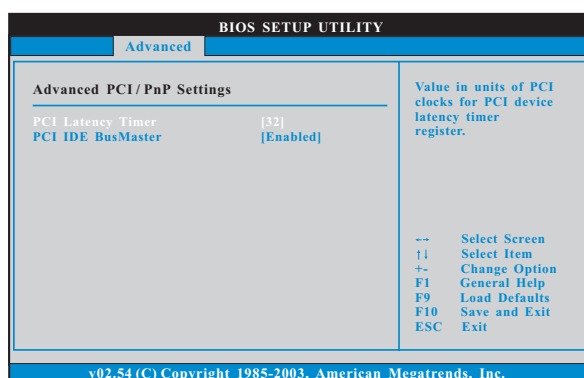 BIOS SETUP UTILITY
Advanced
Advanced PCI / PnP Settings
PCI Latency Timer [32]
PCI IDE BusMaster [Enabled]
Value in units of PCI
clocks for PCI device
latency timer
register.
←→ Select Screen
↑↓ Select Item
+- Change Option
F1 General Help
F9 Load Defaults
F10 Save and Exit
ESC Exit
v02.54 (C) Copyright 1985-2003, American Megatrends, Inc.